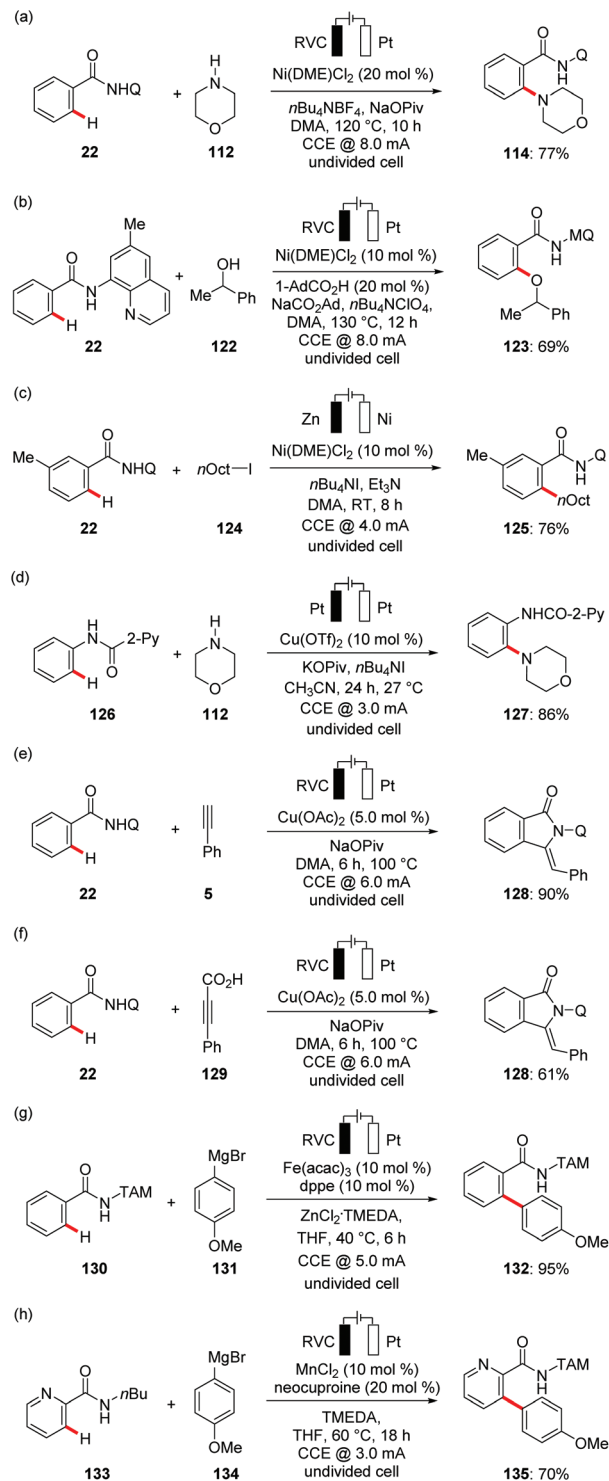 (a)
RVC Pt
O
NHQ
H
22
+
H
N
O
112
Ni(DME)Cl2 (20 mol %)
nBu4NBF4, NaOPiv
DMA, 120 °C, 10 h
CCE @ 8.0 mA
undivided cell
O
N Q
H
N
O
114: 77%
(b)
RVC Pt
Me
O
N
H
H
N
22
+
OH
Me Ph
122
Ni(DME)Cl2 (10 mol %)
1-AdCO2H (20 mol %)
NaCO2Ad, nBu4NClO4,
DMA, 130 °C, 12 h
CCE @ 8.0 mA
undivided cell
O
N MQ
H
O
Me Ph
123: 69%
(c)
Zn Ni
Me
O
NHQ
H
22
+
nOct—I
124
Ni(DME)Cl2 (10 mol %)
nBu4NI, Et3N
DMA, RT, 8 h
CCE @ 4.0 mA
undivided cell
Me
O
N Q
H
nOct
125: 76%
(d)
Pt Pt
H
N 2-Py
O
H
126
+
H
N
O
112
Cu(OTf)2 (10 mol %)
KOPiv, nBu4NI
CH3CN, 24 h, 27 °C
CCE @ 3.0 mA
undivided cell
NHCO-2-Py
N
O
127: 86%
(e)
RVC Pt
O
NHQ
H
22
+
Ph
5
Cu(OAc)2 (5.0 mol %)
NaOPiv
DMA, 6 h, 100 °C
CCE @ 6.0 mA
undivided cell
O
N-Q
Ph
128: 90%
(f)
RVC Pt
O
NHQ
H
22
+
CO2H
Ph
129
Cu(OAc)2 (5.0 mol %)
NaOPiv
DMA, 6 h, 100 °C
CCE @ 6.0 mA
undivided cell
O
N-Q
Ph
128: 61%
(g)
RVC Pt
O
N TAM
H
H
130
+
MgBr
OMe
131
Fe(acac)3 (10 mol %)
dppe (10 mol %)
ZnCl2·TMEDA,
THF, 40 °C, 6 h
CCE @ 5.0 mA
undivided cell
O
N TAM
H
OMe
132: 95%
(h)
RVC Pt
N
O
N nBu
H
H
133
+
MgBr
OMe
134
MnCl2 (10 mol %)
neocuproine (20 mol %)
TMEDA,
THF, 60 °C, 18 h
CCE @ 3.0 mA
undivided cell
N
O
N TAM
H
OMe
135: 70%